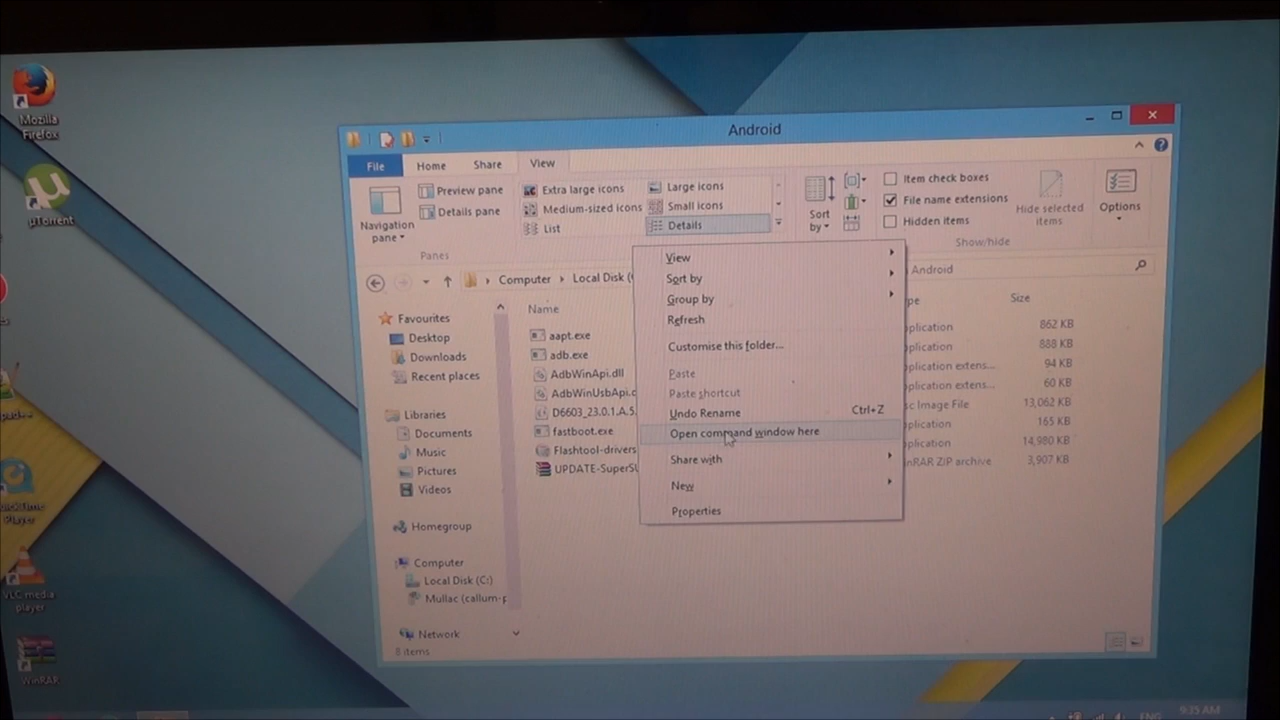 Mozilla
Firefox
µTorrent
QuickTime
Player
VLC media
player
WinRAR
Android
File Home Share View
Navigation
pane
Preview pane
Details pane
Panes
Extra large icons
Large icons
Medium-sized icons
Small icons
List
Details
Sort
by
Item check boxes
File name extensions
Hidden items
Hide selected
items
Show/hide
Options
Computer
Local Disk
Android
Favourites
Desktop
Downloads
Recent places
Libraries
Documents
Music
Pictures
Videos
Homegroup
Computer
Local Disk (C:)
Mullac (callum-p
Network
8 items
Name
aapt.exe
adb.exe
AdbWinApi.dll
AdbWinUsbApi.d
D6603_23.0.1.A.5.
fastboot.exe
Flashtool-drivers
UPDATE-SuperSU
View
Sort by
Group by
Refresh
Customise this folder...
Paste
Paste shortcut
Undo Rename Ctrl+Z
Open command window here
Share with
New
Properties
pe Size
pplication 862 KB
pplication 888 KB
pplication extens... 94 KB
pplication extens... 60 KB
sc Image File 13,062 KB
pplication 165 KB
pplication 14,980 KB
inRAR ZIP archive 3,907 KB
ENG
9:35 AM